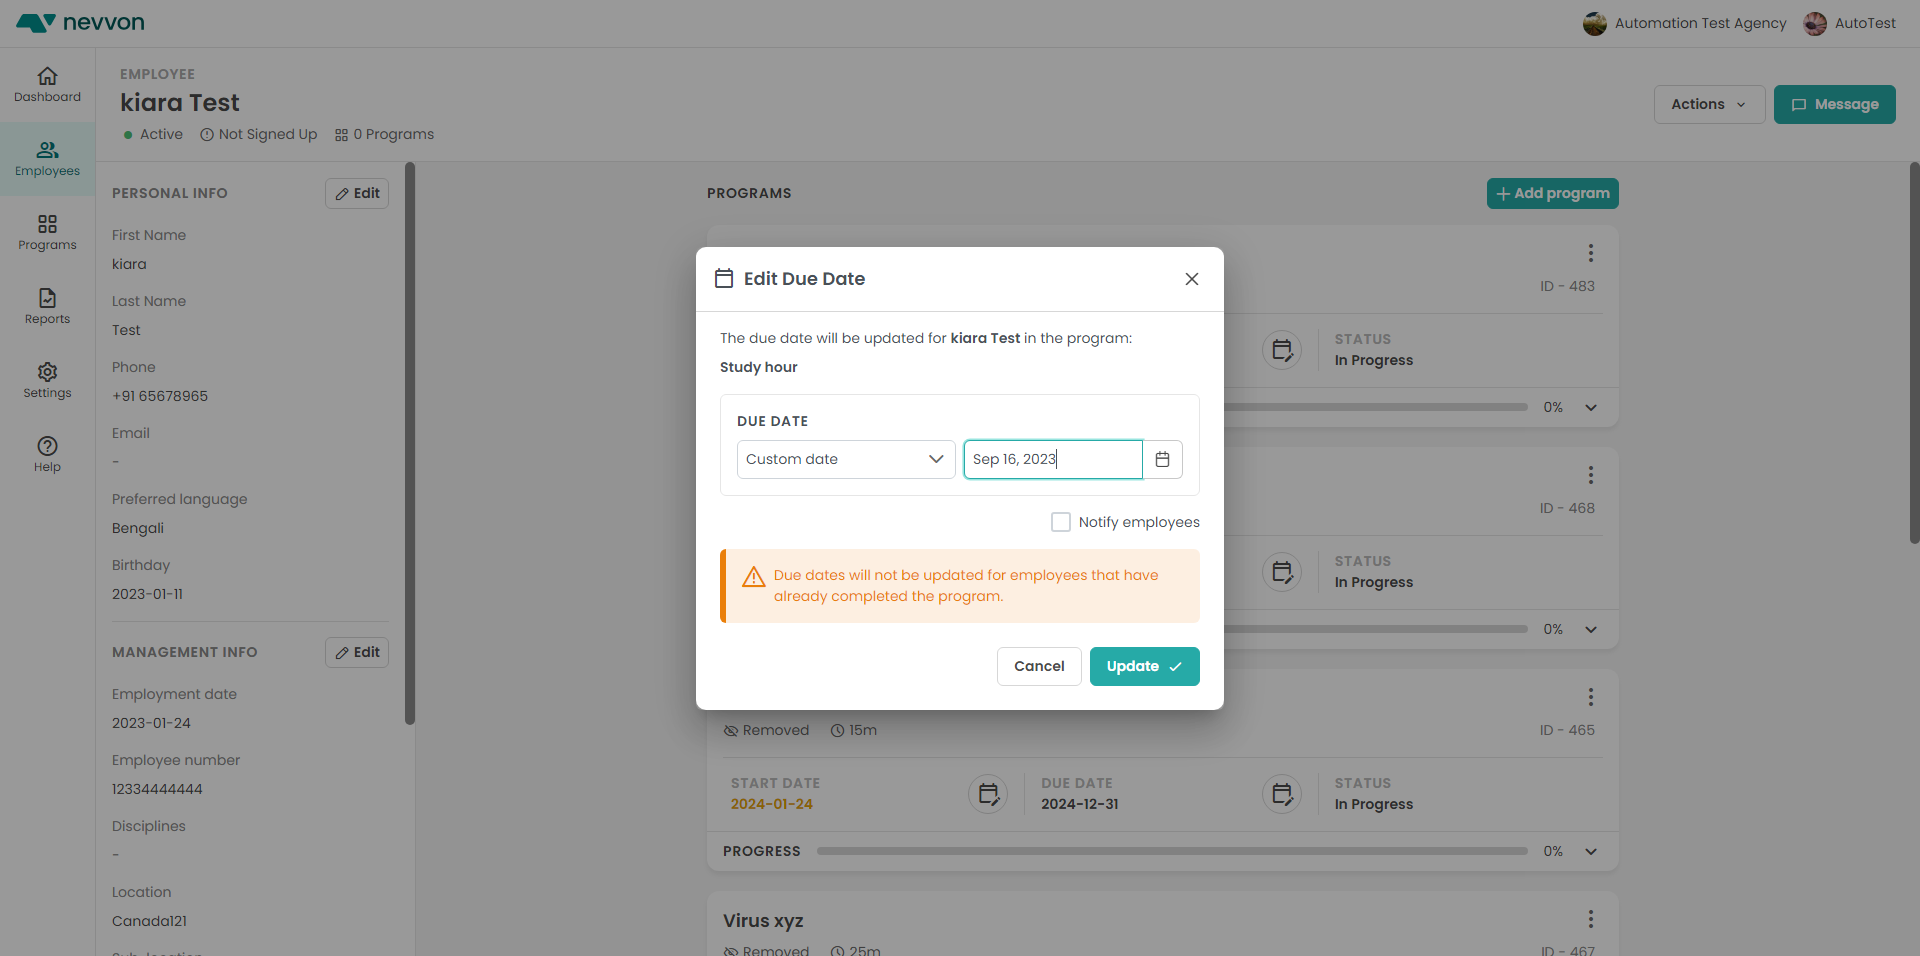 nevvon
Automation Test Agency
AutoTest
Dashboard
Employees
Programs
Reports
Settings
Help
EMPLOYEE
kiara Test
Active
Not Signed Up
0 Programs
Actions
Message
PERSONAL INFO
Edit
First Name
kiara
Last Name
Test
Phone
+91 65678965
Email
-
Preferred language
Bengali
Birthday
2023-01-11
MANAGEMENT INFO
Edit
Employment date
2023-01-24
Employee number
12334444444
Disciplines
-
Location
Canada121
PROGRAMS
Add program
ID - 483
STATUS
In Progress
0%
ID - 468
STATUS
In Progress
0%
Edit Due Date
The due date will be updated for kiara Test in the program:
Study hour
DUE DATE
Custom date
Sep 16, 2023
Notify employees
Due dates will not be updated for employees that have
already completed the program.
Cancel
Update
Removed
15m
ID - 465
START DATE
2024-01-24
DUE DATE
2024-12-31
STATUS
In Progress
PROGRESS
0%
Virus xyz
Removed
25m
ID - 467